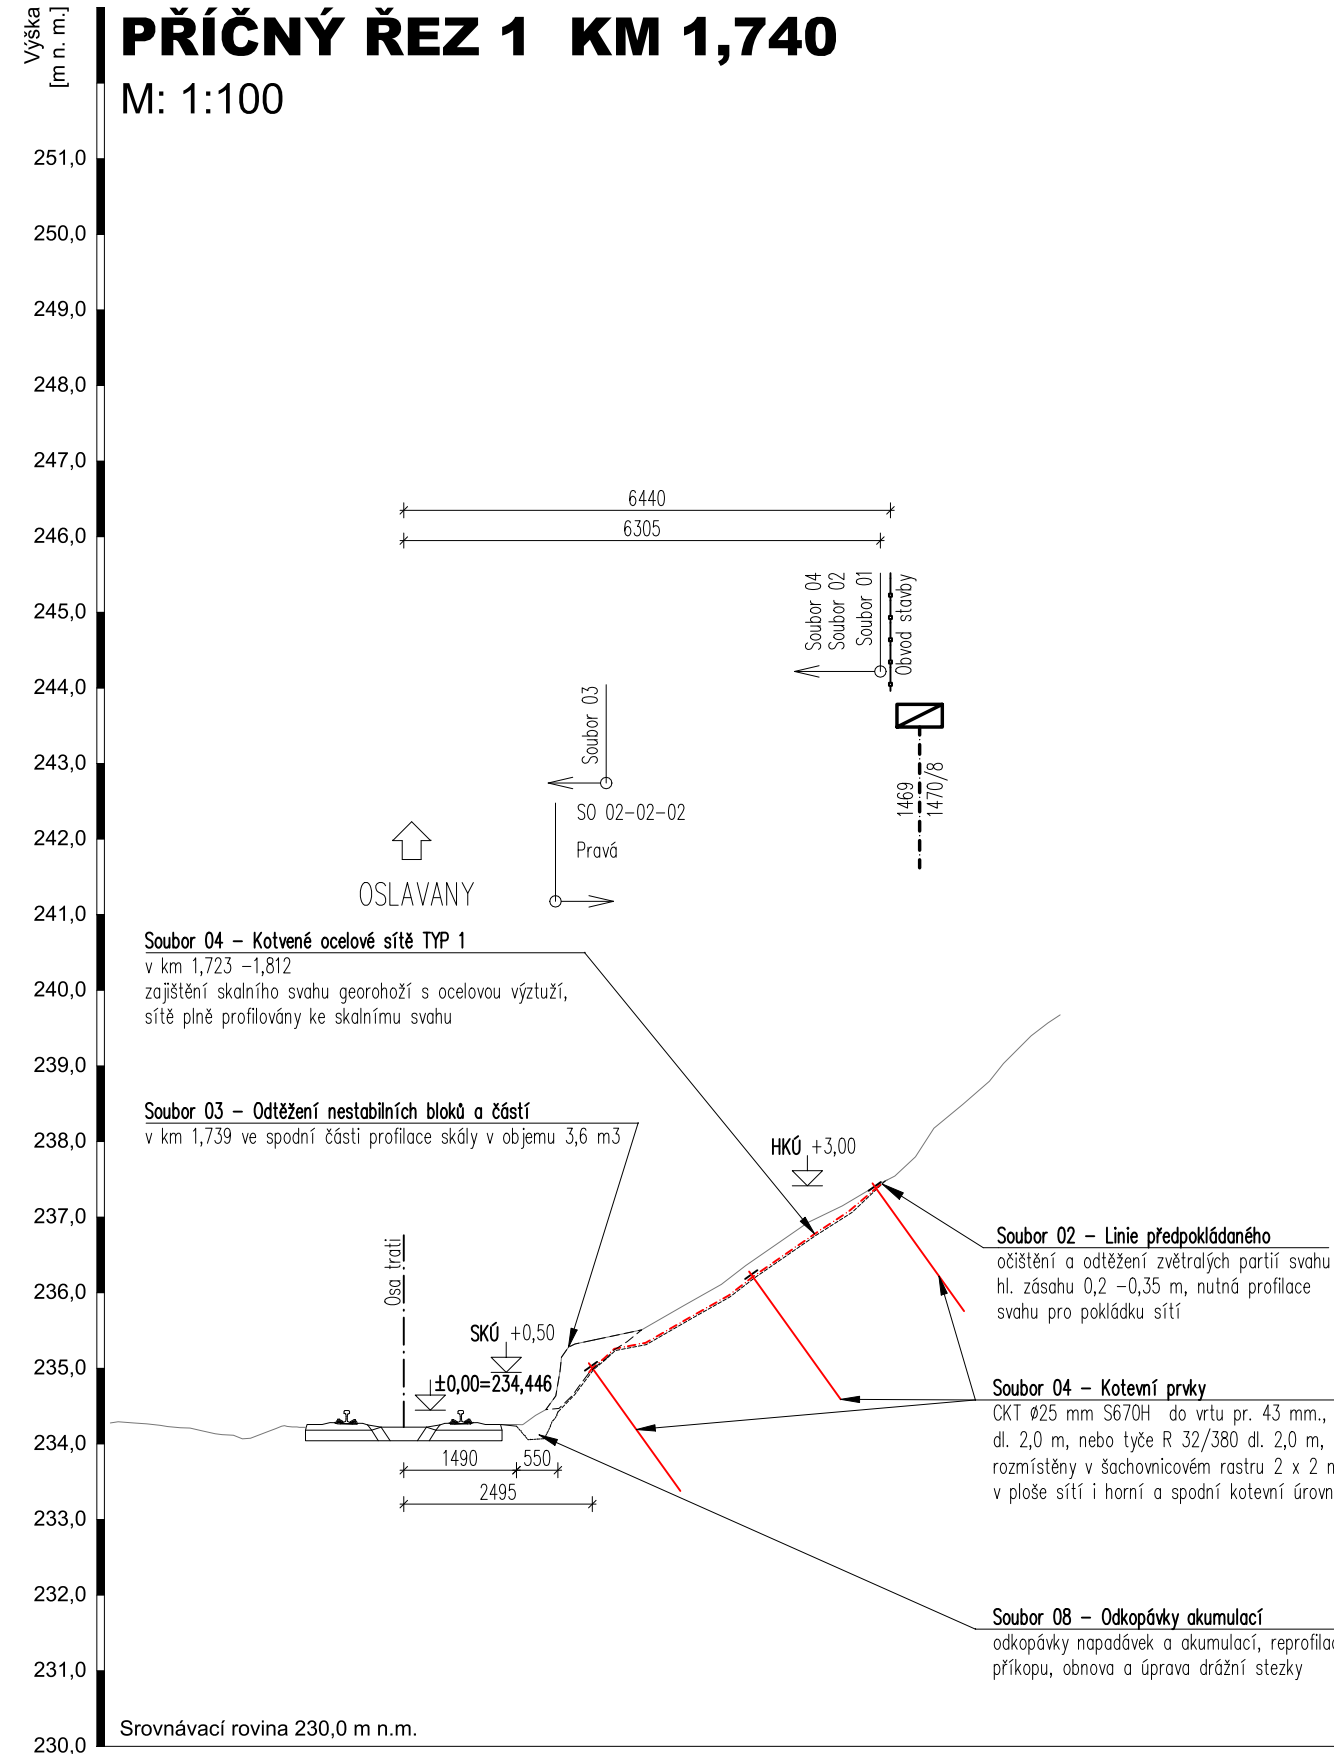 Výška
[m n. m.]
PŘÍČNÝ ŘEZ 1 KM 1,740
M: 1:100
251,0
250,0
249,0
248,0
247,0
246,0
245,0
244,0
243,0
242,0
241,0
240,0
239,0
238,0
237,0
236,0
235,0
234,0
233,0
232,0
231,0
230,0
6440
6305
Soubor 04
Soubor 02
Soubor 01
Obvod stavby
Soubor 03
SO 02-02-02
Pravá
1469
1470/8
OSLAVANY
Soubor 04 – Kotvené ocelové sítě TYP 1
v km 1,723 –1,812
zajištění skalního svahu georohoží s ocelovou výztuží,
sítě plně profilovány ke skalnímu svahu
Soubor 03 – Odtěžení nestabilních bloků a částí
v km 1,739 ve spodní části profilace skály v objemu 3,6 m3
HKÚ +3,00
Soubor 02 – Linie předpokládaného
očištění a odtěžení zvětralých partií svahu
hl. zásahu 0,2 –0,35 m, nutná profilace
svahu pro pokládku sítí
Osa trati
SKÚ +0,50
±0,00=234,446
Soubor 04 – Kotevní prvky
CKT ø25 mm S670H do vrtu pr. 43 mm.,
dl. 2,0 m, nebo tyče R 32/380 dl. 2,0 m,
rozmístěny v šachovnicovém rastru 2 x 2
v ploše sítí i horní a spodní kotevní
1490
550
2495
Soubor 08 – Odkopávky akumulací
odkopávky napadávek a akumulací,
příkopu, obnova a úprava drážní stezky
Srovnávací rovina 230,0 m n.m.